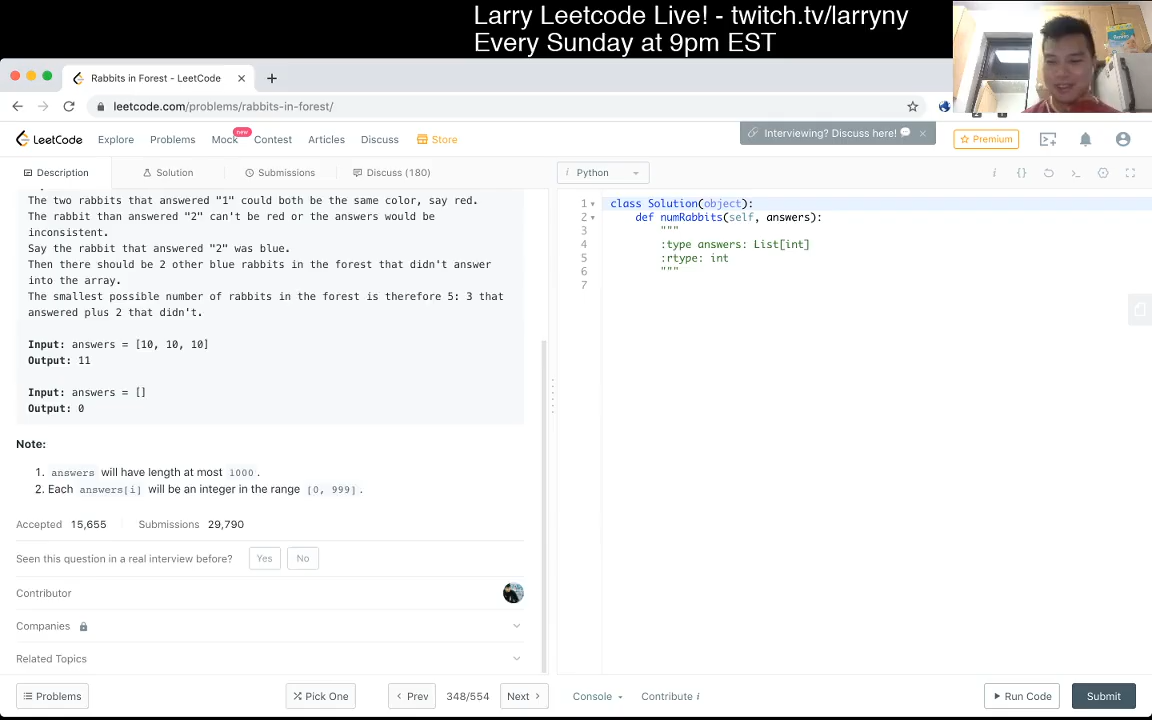 Larry Leetcode Live! - twitch.tv/larryny
Every Sunday at 9pm EST
Rabbits in Forest - LeetCode
leetcode.com/problems/rabbits-in-forest/
LeetCode Explore Problems Mock new Contest Articles Discuss Store
Interviewing? Discuss here!
Premium
Description Solution Submissions Discuss (180)
i Python
The two rabbits that answered "1" could both be the same color, say red.
The rabbit than answered "2" can't be red or the answers would be
inconsistent.
Say the rabbit that answered "2" was blue.
Then there should be 2 other blue rabbits in the forest that didn't answer
into the array.
The smallest possible number of rabbits in the forest is therefore 5: 3 that
answered plus 2 that didn't.
Input: answers = [10, 10, 10]
Output: 11
Input: answers = []
Output: 0
Note:
1. answers will have length at most 1000.
2. Each answers[i] will be an integer in the range [0, 999].
Accepted 15,655 Submissions 29,790
Seen this question in a real interview before? Yes No
Contributor
Companies
Related Topics
Problems Pick One Prev 348/554 Next
1 class Solution(object):
2 def numRabbits(self, answers):
3 """
4 :type answers: List[int]
5 :rtype: int
6 """
7
Console Contribute i Run Code Submit